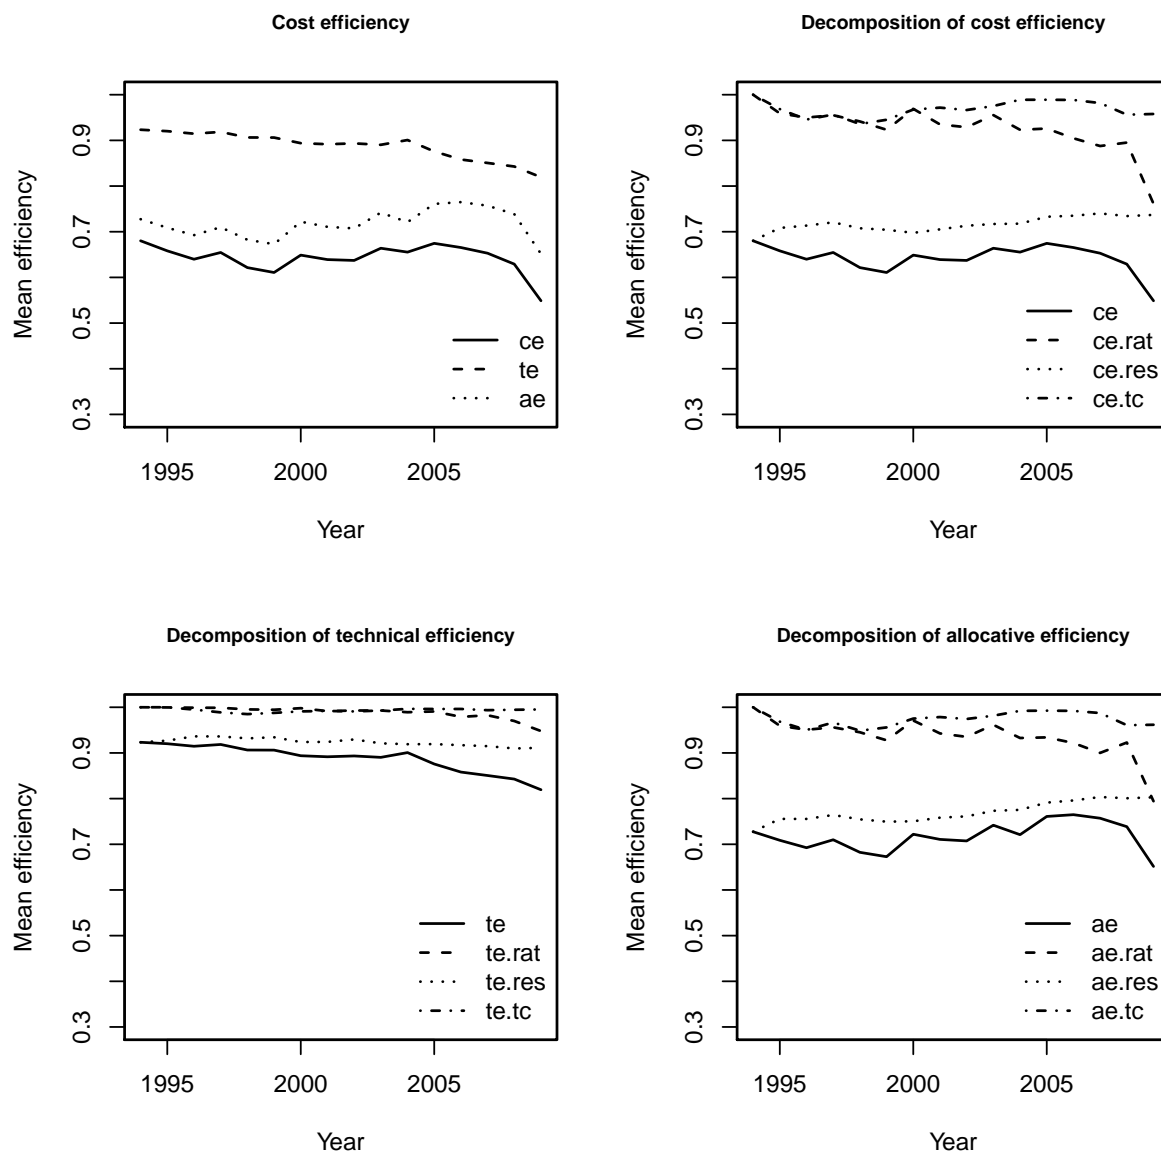 Cost efficiency
Mean efficiency
0.3 0.5 0.7 0.9
ce
te
ae
1995 2000 2005
Year
Decomposition of cost efficiency
Mean efficiency
0.3 0.5 0.7 0.9
ce
ce.rat
ce.res
ce.tc
1995 2000 2005
Year
Decomposition of technical efficiency
Mean efficiency
0.3 0.5 0.7 0.9
te
te.rat
te.res
te.tc
1995 2000 2005
Year
Decomposition of allocative efficiency
Mean efficiency
0.3 0.5 0.7 0.9
ae
ae.rat
ae.res
ae.tc
1995 2000 2005
Year